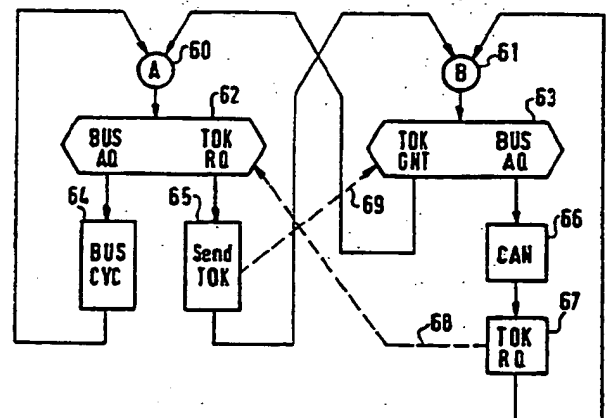 A
60
B
61
62
63
BUS AQ
TOK RQ
TOK GNT
BUS AQ
64
65
69
66
BUS CYC
Send TOK
CAN
67
68
TOK RQ